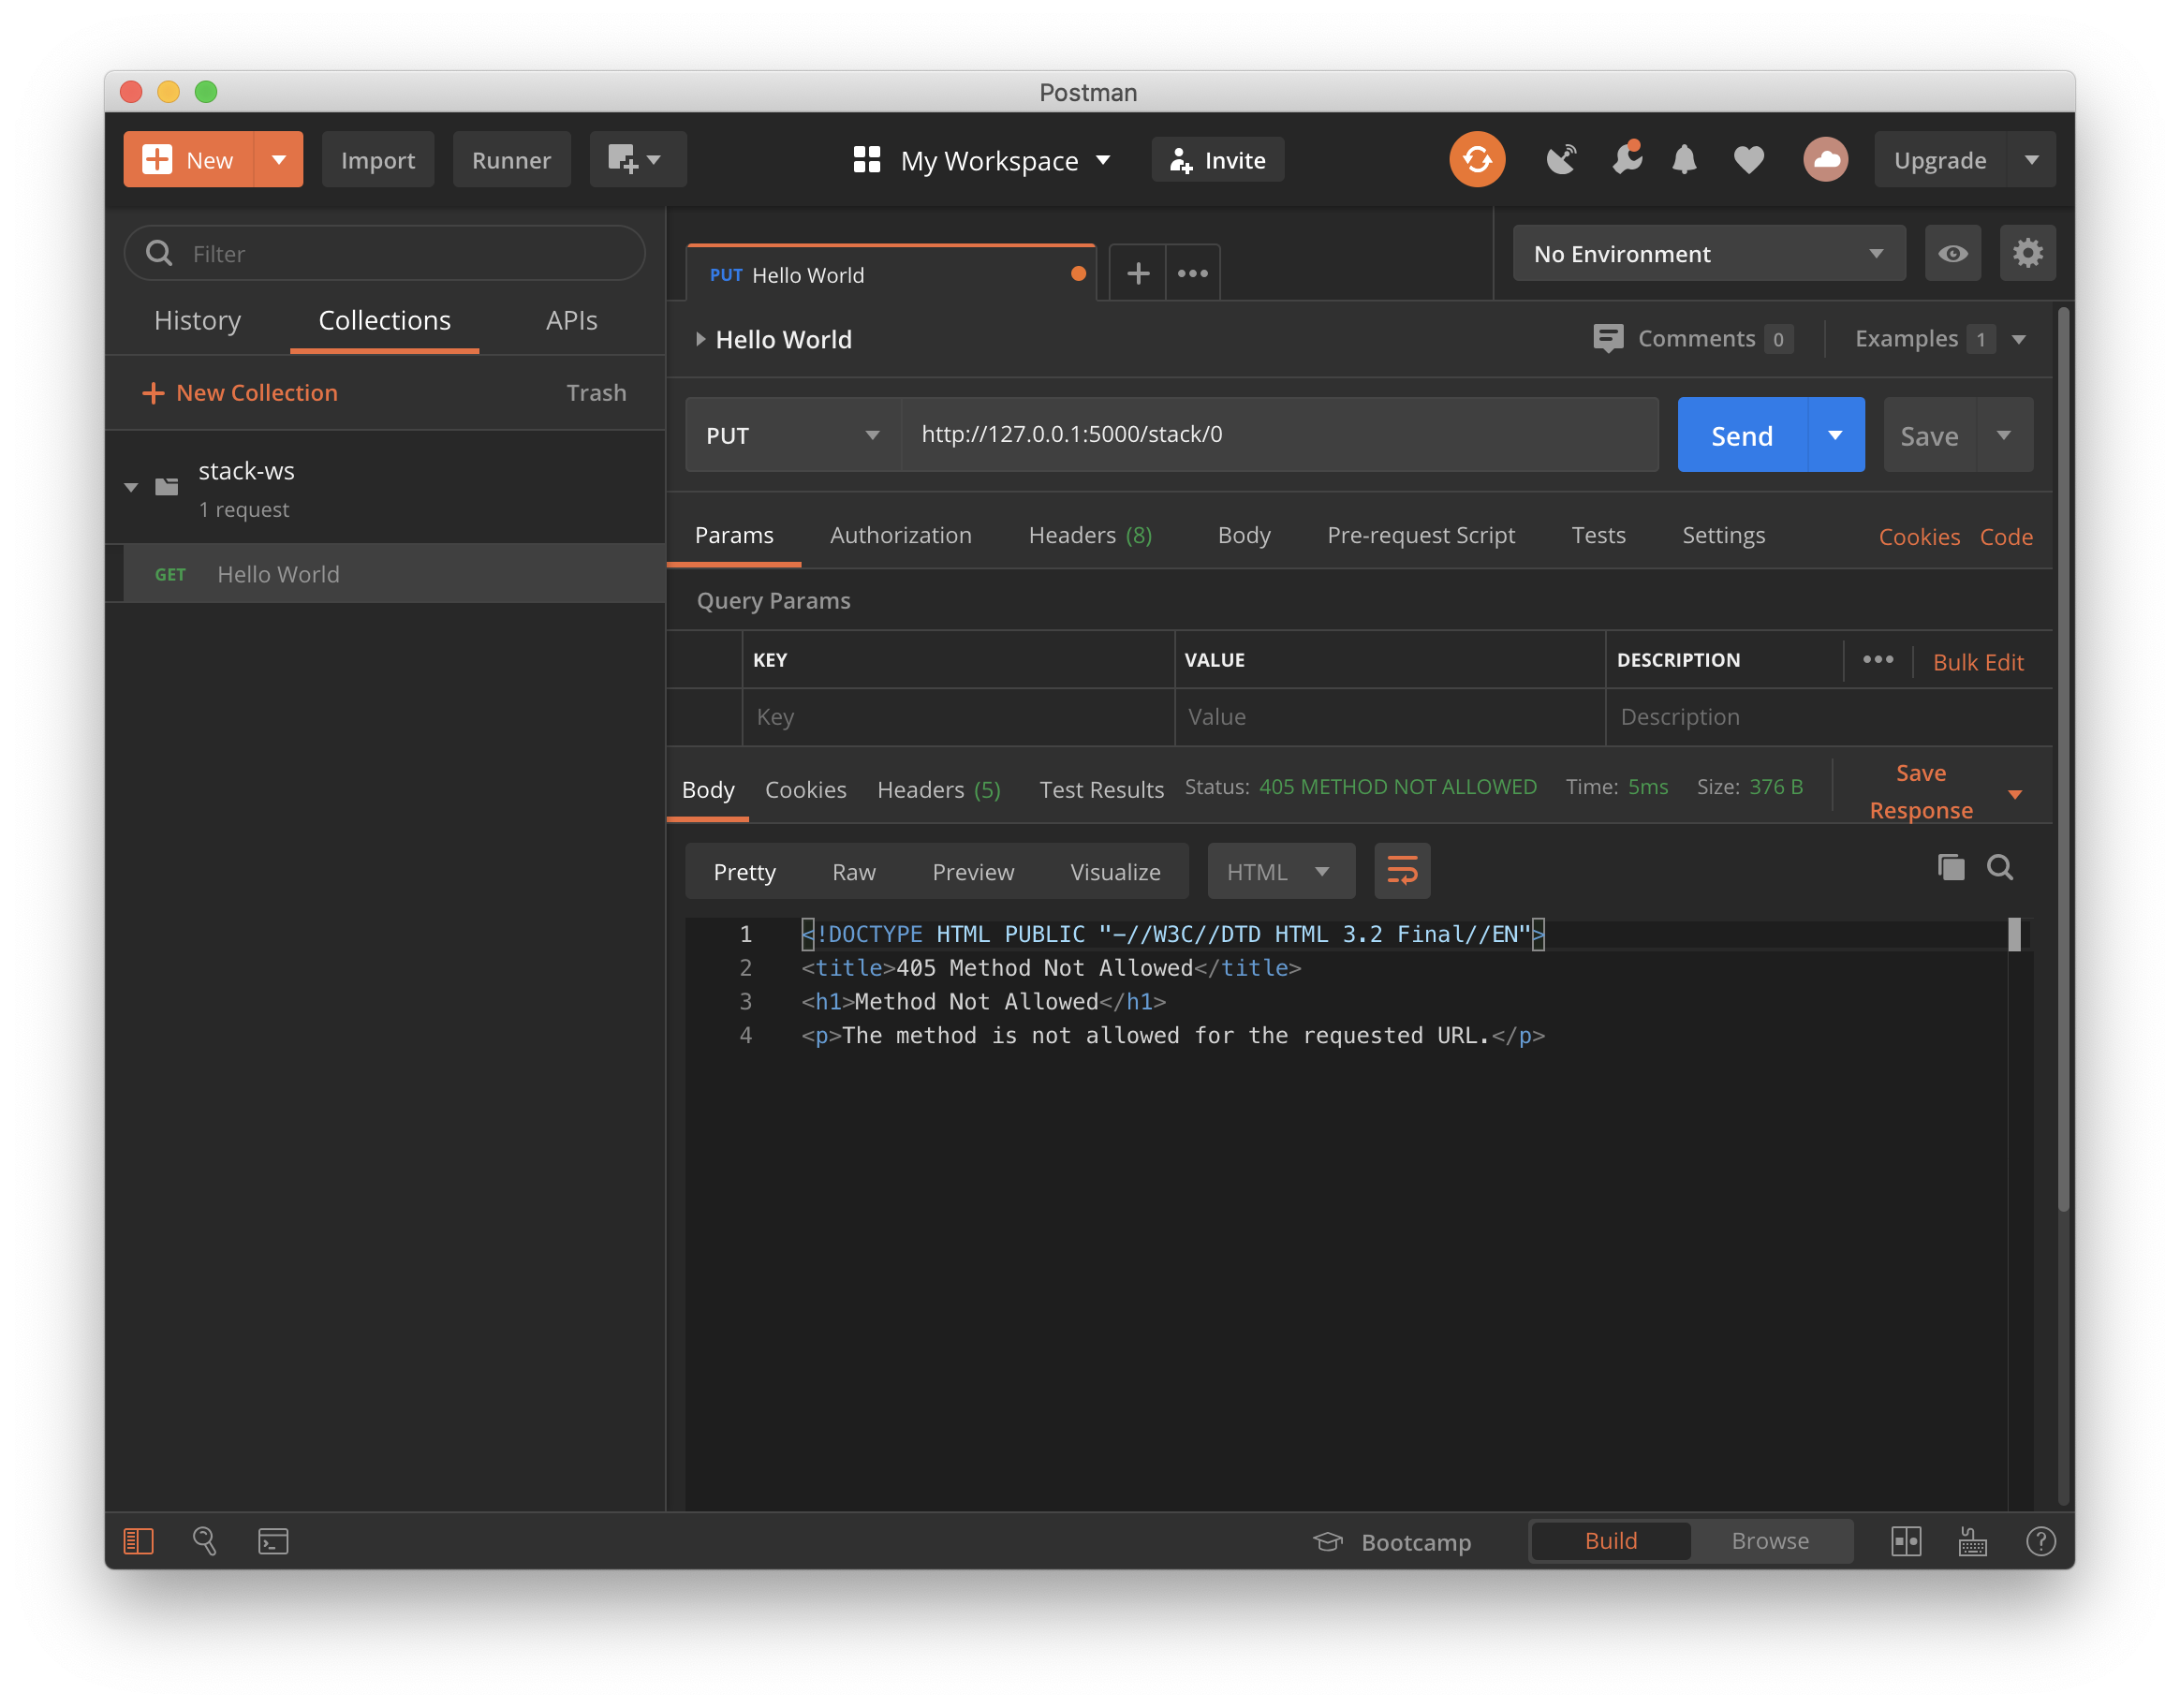 Postman
New Import Runner My Workspace Invite Upgrade
Filter
History Collections APIs
New Collection Trash
stack-ws
1 request
GET Hello World
PUT Hello World
No Environment
Hello World Comments 0 Examples 1
PUT http://127.0.0.1:5000/stack/0 Send Save
Params Authorization Headers (8) Body Pre-request Script Tests Settings Cookies Code
Query Params
KEY VALUE DESCRIPTION Bulk Edit
Key Value Description
Body Cookies Headers (5) Test Results Status: 405 METHOD NOT ALLOWED Time: 5ms Size: 376 B Save Response
Pretty Raw Preview Visualize HTML
1 <!DOCTYPE HTML PUBLIC "-//W3C//DTD HTML 3.2 Final//EN">
2 <title>405 Method Not Allowed</title>
3 <h1>Method Not Allowed</h1>
4 <p>The method is not allowed for the requested URL.</p>
Bootcamp Build Browse